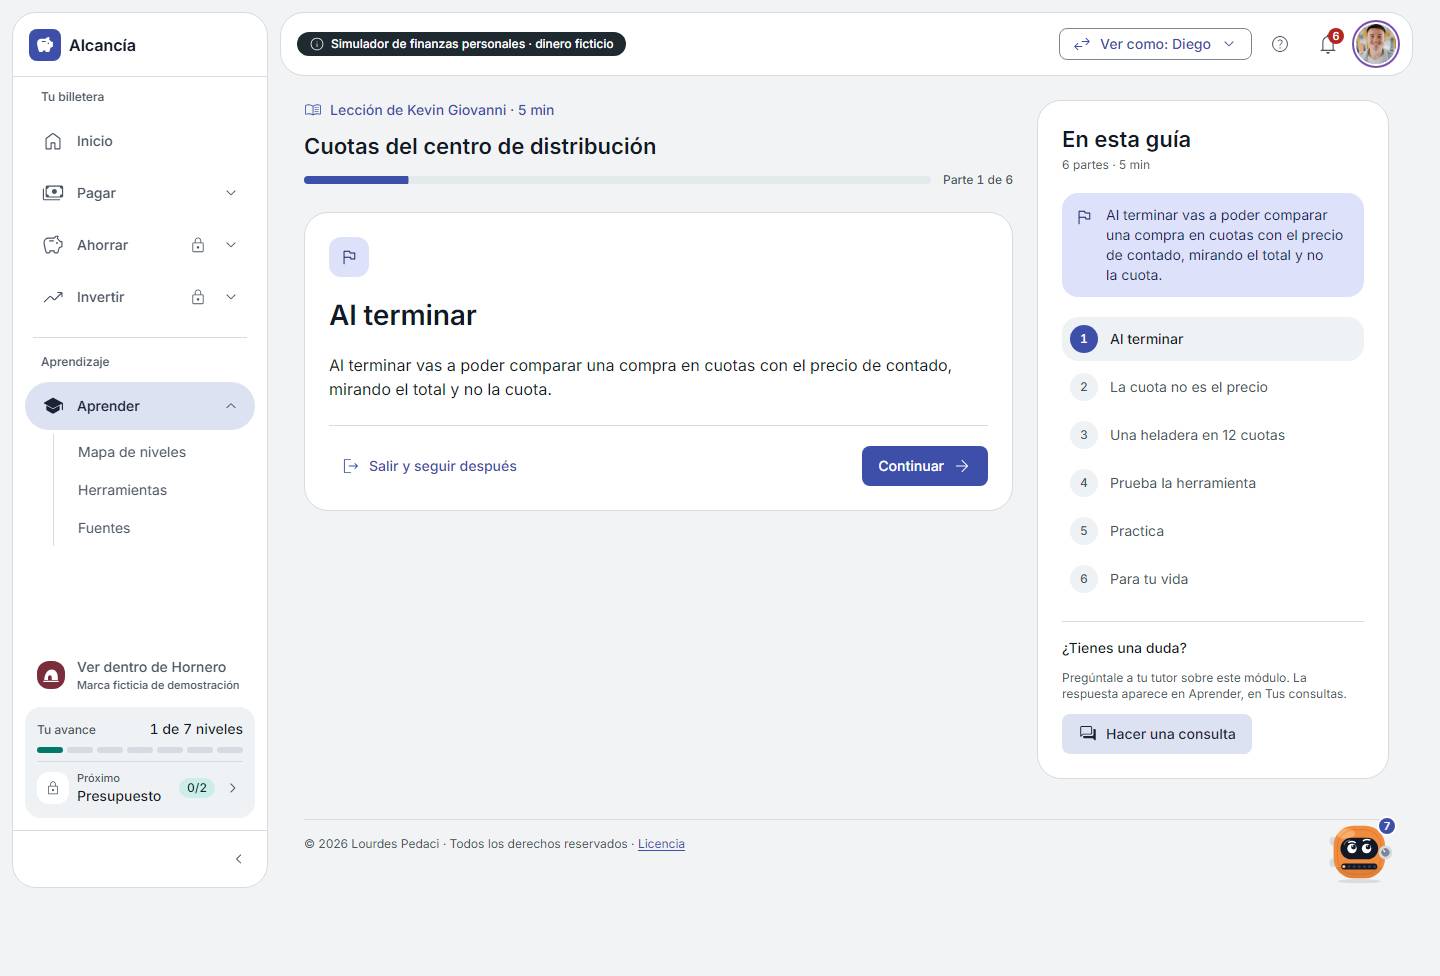 Alcancía
Tu billetera
Inicio
Pagar
Ahorrar
Invertir
Aprendizaje
Aprender
Mapa de niveles
Herramientas
Fuentes
Ver dentro de Hornero
Marca ficticia de demostración
Tu avance
1 de 7 niveles
Próximo
Presupuesto
0/2
Simulador de finanzas personales · dinero ficticio
Ver como: Diego
6
Lección de Kevin Giovanni · 5 min
Cuotas del centro de distribución
Parte 1 de 6
Al terminar
Al terminar vas a poder comparar una compra en cuotas con el precio de contado,
mirando el total y no la cuota.
Salir y seguir después
Continuar
En esta guía
6 partes · 5 min
Al terminar vas a poder comparar
una compra en cuotas con el precio
de contado, mirando el total y no
la cuota.
1 Al terminar
2 La cuota no es el precio
3 Una heladera en 12 cuotas
4 Prueba la herramienta
5 Practica
6 Para tu vida
¿Tienes una duda?
Pregúntale a tu tutor sobre este módulo. La
respuesta aparece en Aprender, en Tus consultas.
Hacer una consulta
© 2026 Lourdes Pedaci · Todos los derechos reservados · Licencia
7